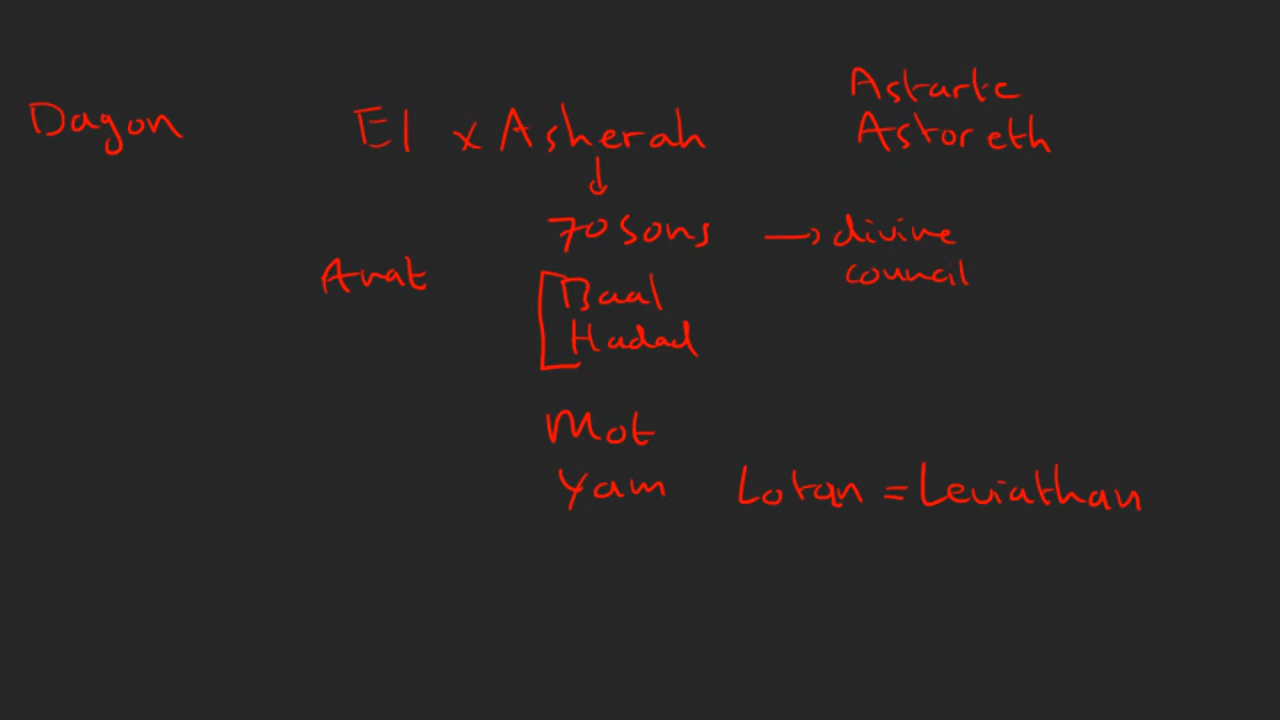 Dagon
El x Asherah
Astarte
Astoreth
70 sons → divine
council
Anat
Baal
Hadad
Mot
Yam
Lotan = Leviathan